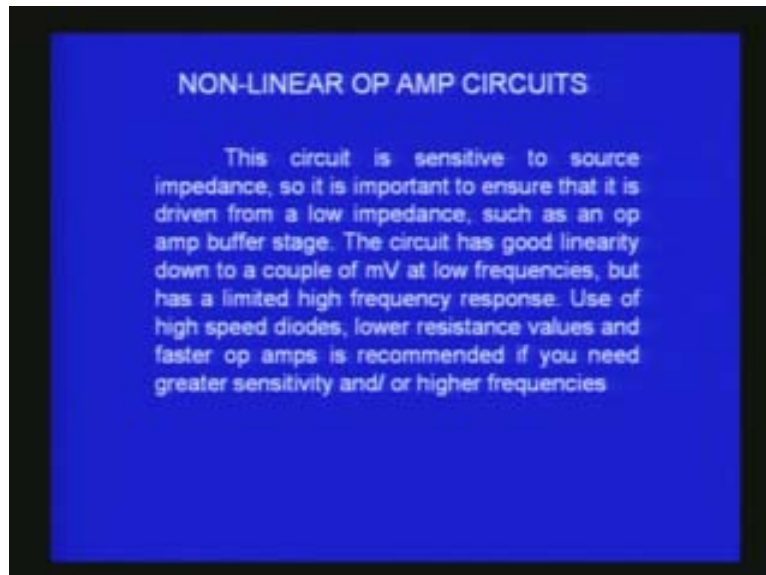 NON-LINEAR OP AMP CIRCUITS
This circuit is sensitive to source
impedance, so it is important to ensure that it is
driven from a low impedance, such as an op
amp buffer stage. The circuit has good linearity
down to a couple of mV at low frequencies, but
has a limited high frequency response. Use of
high speed diodes, lower resistance values and
faster op amps is recommended if you need
greater sensitivity and/ or higher frequencies